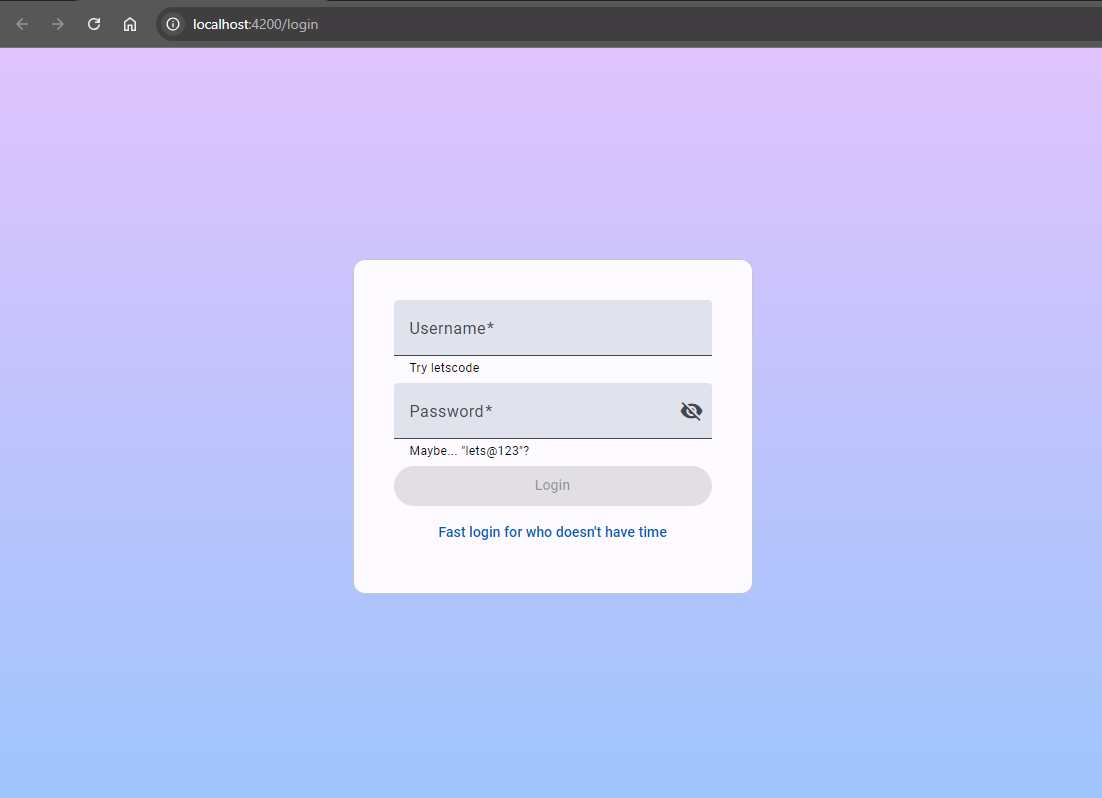 localhost:4200/login
Username*
Try letscode
Password*
Maybe... "lets@123"?
Login
Fast login for who doesn't have time